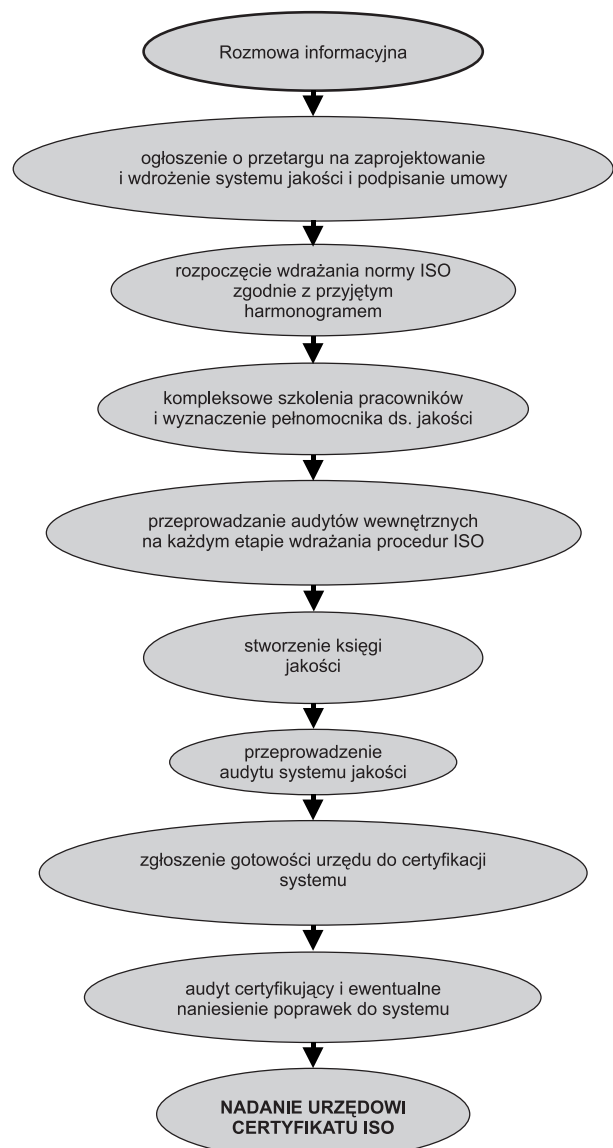 Rozmowa informacyjna
ogłoszenie o przetargu na zaprojektowanie
i wdrożenie systemu jakości i podpisanie umowy
rozpoczęcie wdrażania normy ISO
zgodnie z przyjętym
harmonogramem
kompleksowe szkolenia pracowników
i wyznaczenie pełnomocnika ds. jakości
przeprowadzanie audytów wewnętrznych
na każdym etapie wdrażania procedur ISO
stworzenie księgi
jakości
przeprowadzenie
audytu systemu jakości
zgłoszenie gotowości urzędu do certyfikacji
systemu
audyt certyfikujący i ewentualne
naniesienie poprawek do systemu
NADANIE URZĘDOWI
CERTYFIKATU ISO